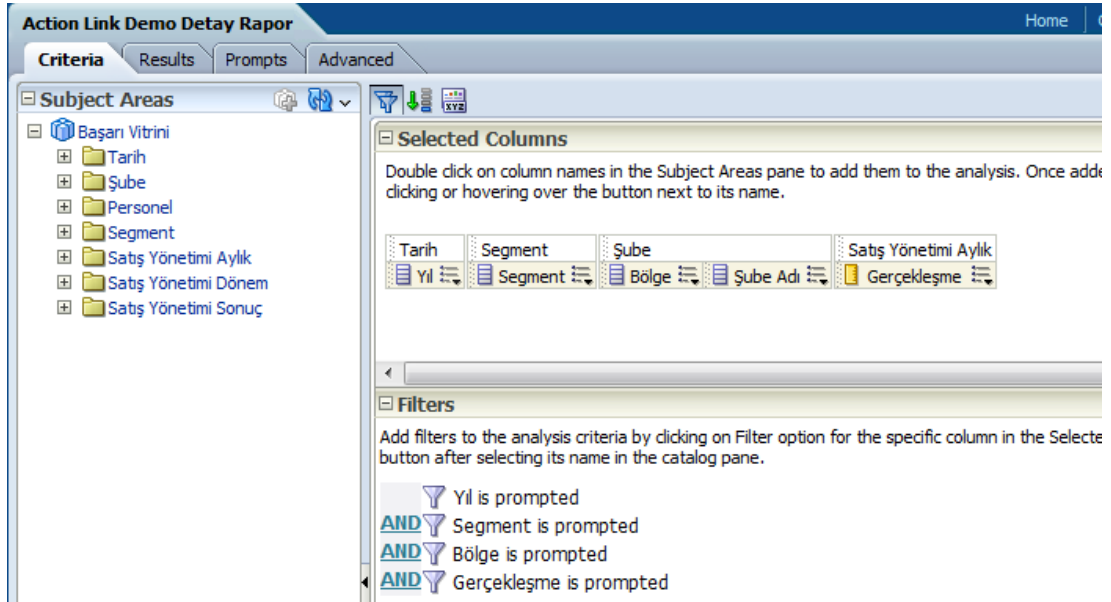 Action Link Demo Detay Rapor
Home
Criteria Results Prompts Advanced
Subject Areas
Başarı Vitrini
Tarih
Şube
Personel
Segment
Satış Yönetimi Aylık
Satış Yönetimi Dönem
Satış Yönetimi Sonuç
XYZ
Selected Columns
Double click on column names in the Subject Areas pane to add them to the analysis. Once adde
clicking or hovering over the button next to its name.
Tarih Segment Şube Satış Yönetimi Aylık
Yıl Segment Bölge Şube Adı Gerçekleşme
Filters
Add filters to the analysis criteria by clicking on Filter option for the specific column in the Selecte
button after selecting its name in the catalog pane.
Yıl is prompted
AND Segment is prompted
AND Bölge is prompted
AND Gerçekleşme is prompted